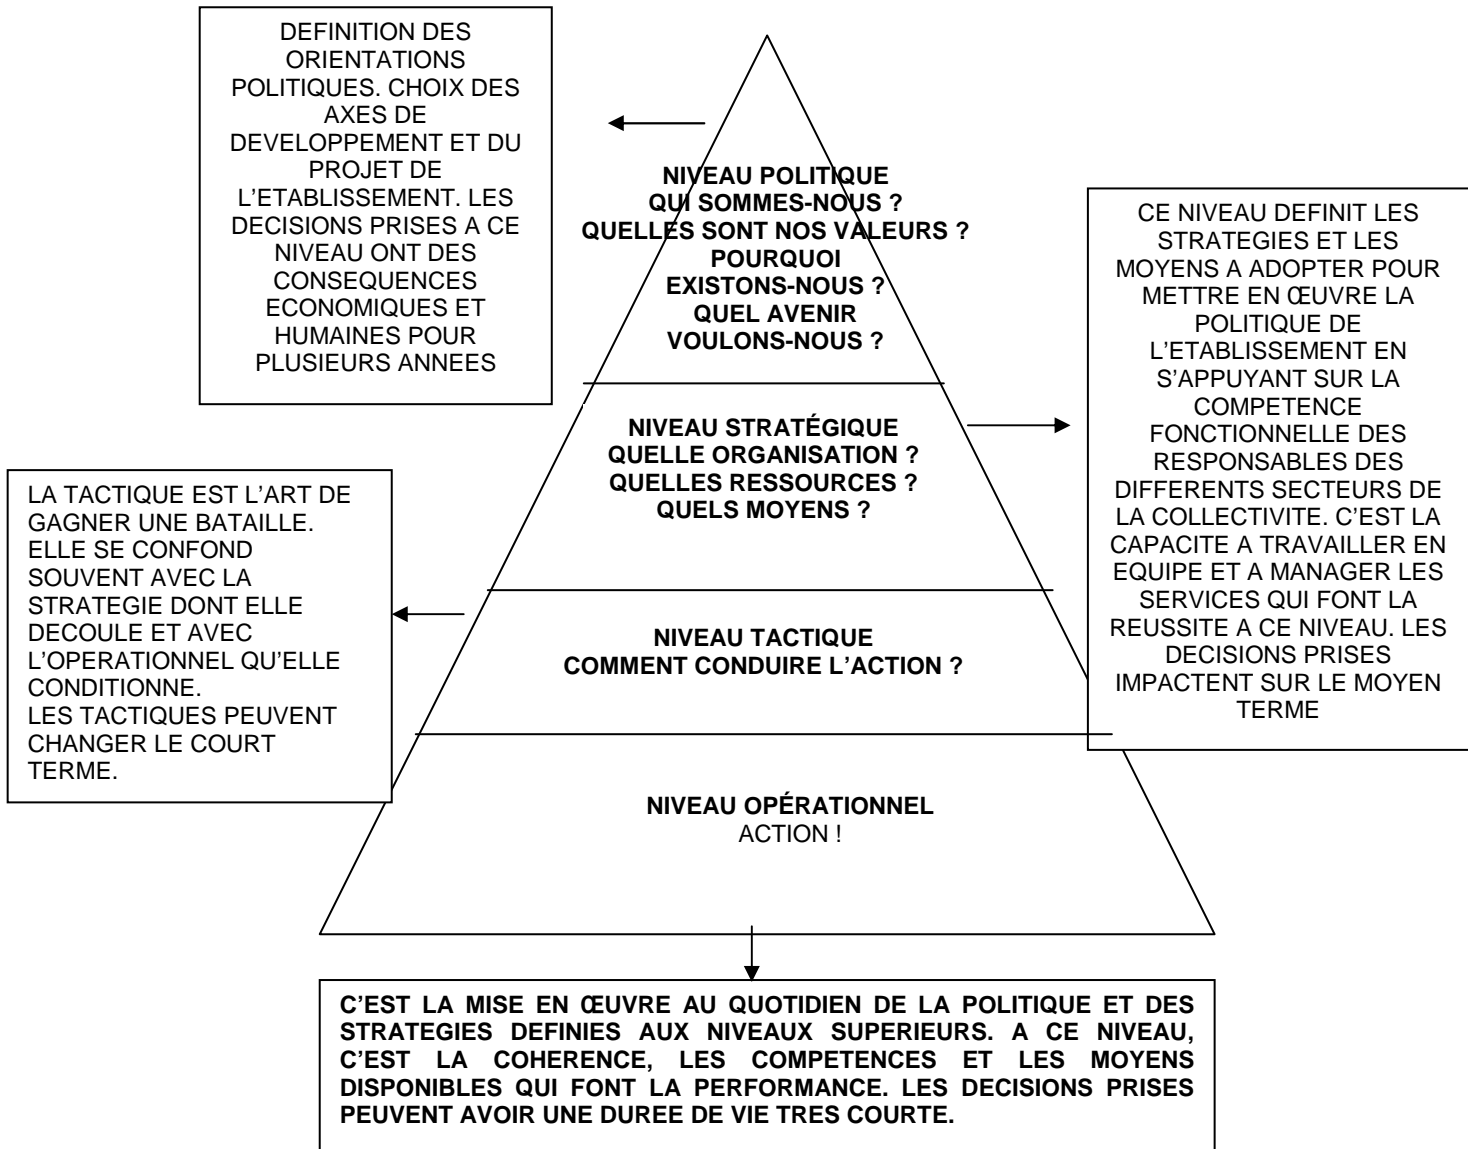 DEFINITION DES
ORIENTATIONS
POLITIQUES. CHOIX DES
AXES DE
DEVELOPPEMENT ET DU
PROJET DE
L'ETABLISSEMENT. LES
DECISIONS PRISES A CE
NIVEAU ONT DES
CONSEQUENCES
ECONOMIQUES ET
HUMAINES POUR
PLUSIEURS ANNEES
NIVEAU POLITIQUE
QUI SOMMES-NOUS ?
QUELLES SONT NOS VALEURS ?
POURQUOI
EXISTONS-NOUS ?
QUEL AVENIR
VOULONS-NOUS ?
CE NIVEAU DEFINIT LES
STRATEGIES ET LES
MOYENS A ADOPTER POUR
METTRE EN ŒUVRE LA
POLITIQUE DE
L'ETABLISSEMENT EN
S'APPUYANT SUR LA
COMPETENCE
FONCTIONNELLE DES
RESPONSABLES DES
DIFFERENTS SECTEURS DE
LA COLLECTIVITE. C'EST LA
CAPACITE A TRAVAILLER EN
EQUIPE ET A MANAGER LES
SERVICES QUI FONT LA
REUSSITE A CE NIVEAU. LES
DECISIONS PRISES
IMPACTENT SUR LE MOYEN
TERME
NIVEAU STRATÉGIQUE
QUELLE ORGANISATION ?
QUELLES RESSOURCES ?
QUELS MOYENS ?
LA TACTIQUE EST L'ART DE
GAGNER UNE BATAILLE.
ELLE SE CONFOND
SOUVENT AVEC LA
STRATEGIE DONT ELLE
DECOULE ET AVEC
L'OPERATIONNEL QU'ELLE
CONDITIONNE.
LES TACTIQUES PEUVENT
CHANGER LE COURT
TERME.
NIVEAU TACTIQUE
COMMENT CONDUIRE L'ACTION ?
NIVEAU OPÉRATIONNEL
ACTION !
C'EST LA MISE EN ŒUVRE AU QUOTIDIEN DE LA POLITIQUE ET DES
STRATEGIES DEFINIES AUX NIVEAUX SUPERIEURS. A CE NIVEAU,
C'EST LA COHERENCE, LES COMPETENCES ET LES MOYENS
DISPONIBLES QUI FONT LA PERFORMANCE. LES DECISIONS PRISES
PEUVENT AVOIR UNE DUREE DE VIE TRES COURTE.